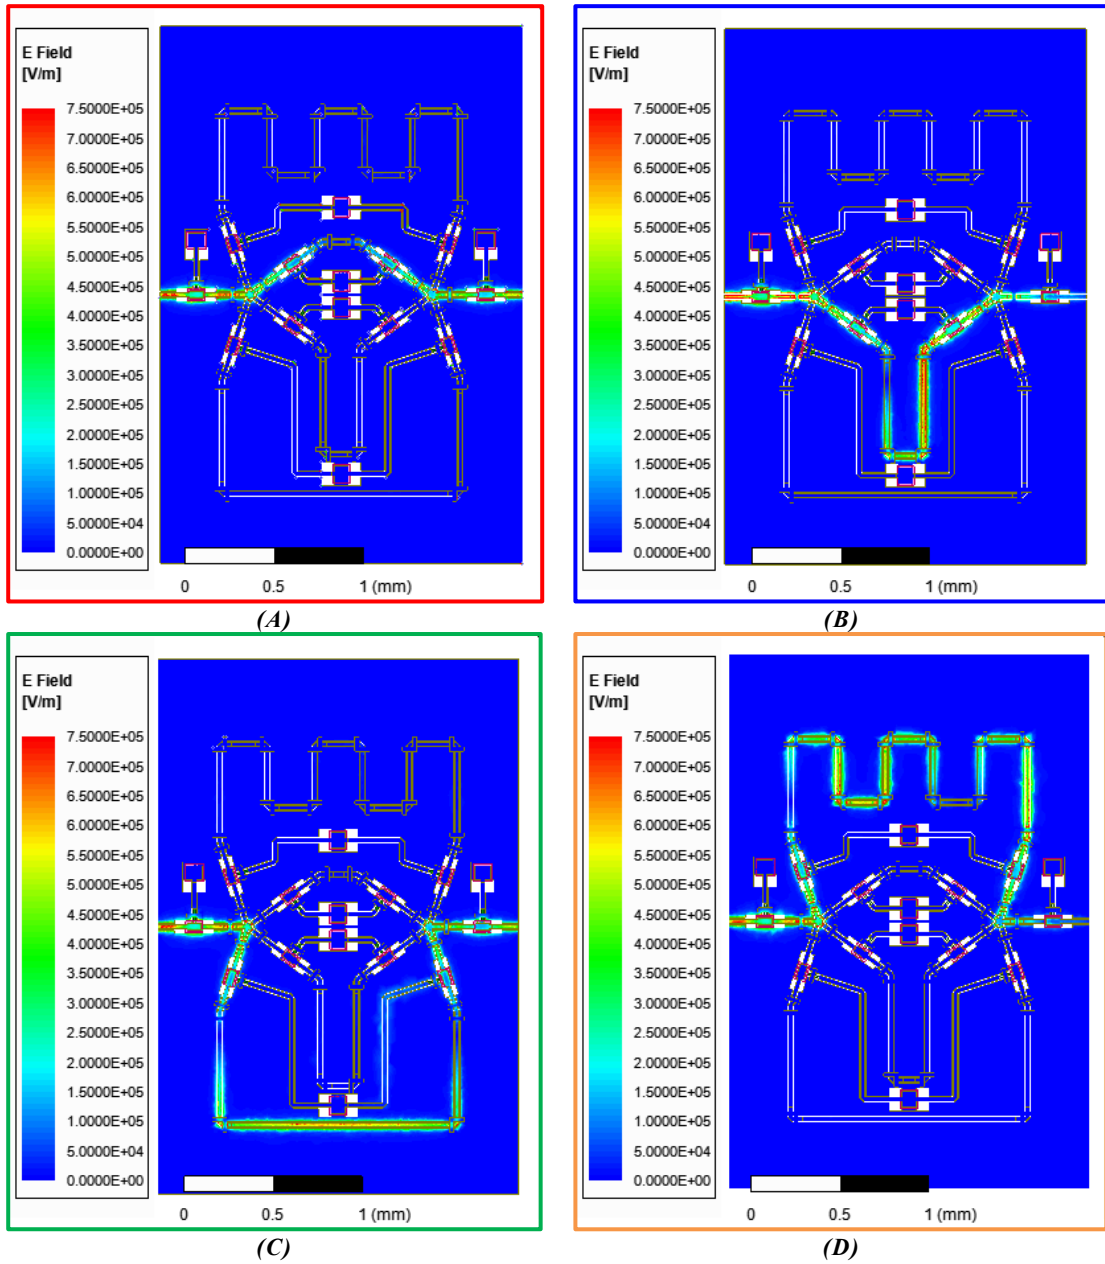 E Field
[V/m]
7.5000E+05
7.0000E+05
6.5000E+05
6.0000E+05
5.5000E+05
5.0000E+05
4.5000E+05
4.0000E+05
3.5000E+05
3.0000E+05
2.5000E+05
2.0000E+05
1.5000E+05
1.0000E+05
5.0000E+04
0.0000E+00
0 0.5 1 (mm)
(A)
E Field
[V/m]
7.5000E+05
7.0000E+05
6.5000E+05
6.0000E+05
5.5000E+05
5.0000E+05
4.5000E+05
4.0000E+05
3.5000E+05
3.0000E+05
2.5000E+05
2.0000E+05
1.5000E+05
1.0000E+05
5.0000E+04
0.0000E+00
0 0.5 1 (mm)
(B)
E Field
[V/m]
7.5000E+05
7.0000E+05
6.5000E+05
6.0000E+05
5.5000E+05
5.0000E+05
4.5000E+05
4.0000E+05
3.5000E+05
3.0000E+05
2.5000E+05
2.0000E+05
1.5000E+05
1.0000E+05
5.0000E+04
0.0000E+00
0 0.5 1 (mm)
(C)
E Field
[V/m]
7.5000E+05
7.0000E+05
6.5000E+05
6.0000E+05
5.5000E+05
5.0000E+05
4.5000E+05
4.0000E+05
3.5000E+05
3.0000E+05
2.5000E+05
2.0000E+05
1.5000E+05
1.0000E+05
5.0000E+04
0.0000E+00
0 0.5 1 (mm)
(D)